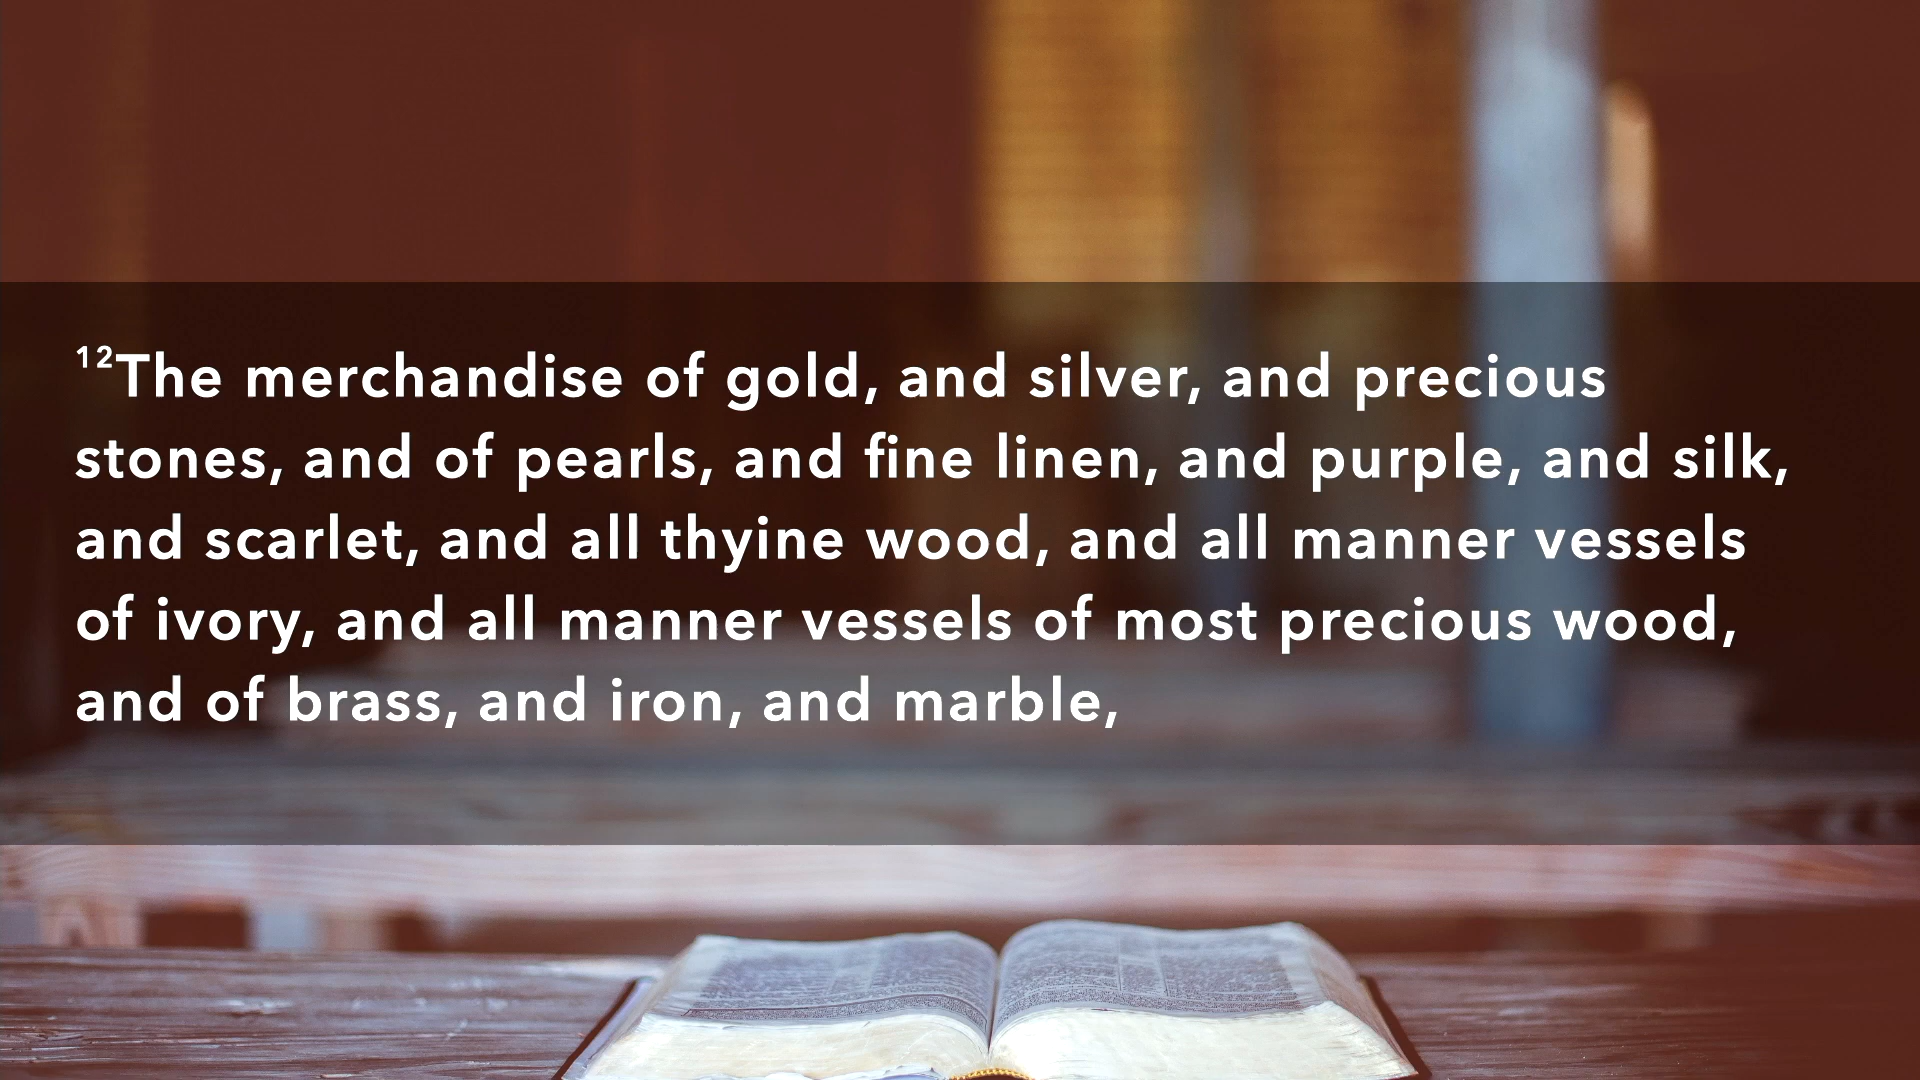 12The merchandise of gold, and silver, and precious
stones, and of pearls, and fine linen, and purple, and silk,
and scarlet, and all thyine wood, and all manner vessels
of ivory, and all manner vessels of most precious wood,
and of brass, and iron, and marble,